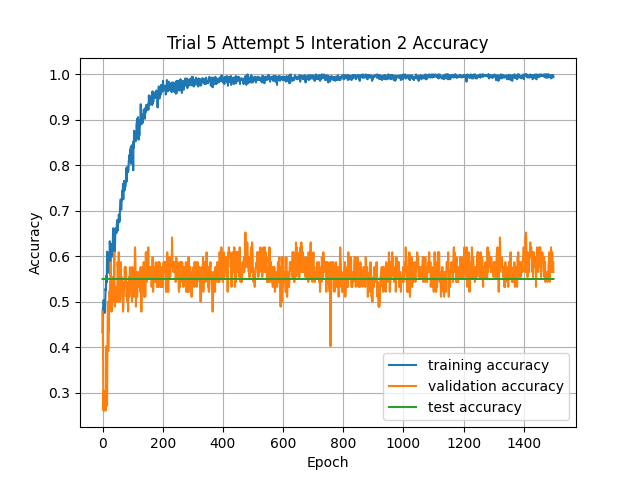 Trial 5 Attempt 5 Interation 2 Accuracy
1.0
0.9
0.8
0.7
0.6
0.5
0.4
0.3
Accuracy
0
200
400
600
800
1000
1200
1400
Epoch
training accuracy
validation accuracy
test accuracy